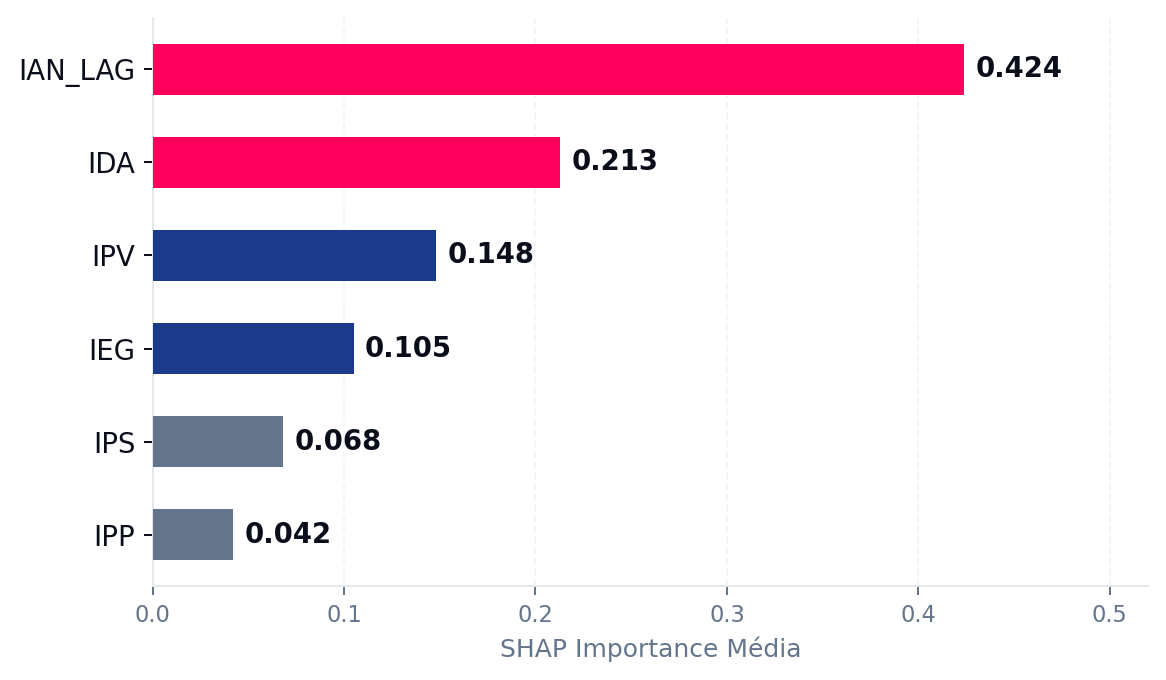 IAN_LAG 0.424
IDA 0.213
IPV 0.148
IEG 0.105
IPS 0.068
IPP 0.042
0.0 0.1 0.2 0.3 0.4 0.5
SHAP Importance Média